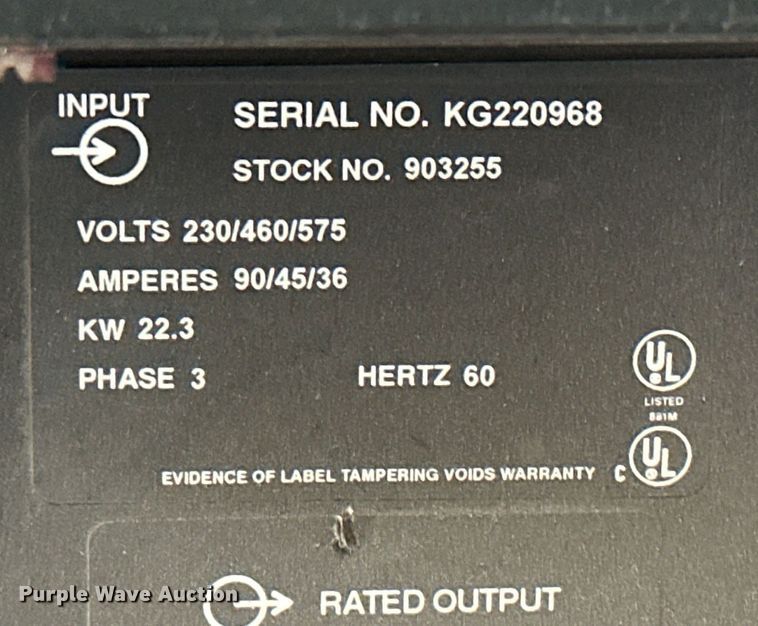 INPUT
SERIAL NO. KG220968
STOCK NO. 903255
VOLTS 230/460/575
AMPERES 90/45/36
KW 22.3
PHASE 3 HERTZ 60
UL
LISTED
881M
EVIDENCE OF LABEL TAMPERING VOIDS WARRANTY C UL
Purple Wave Auction
RATED OUTPUT